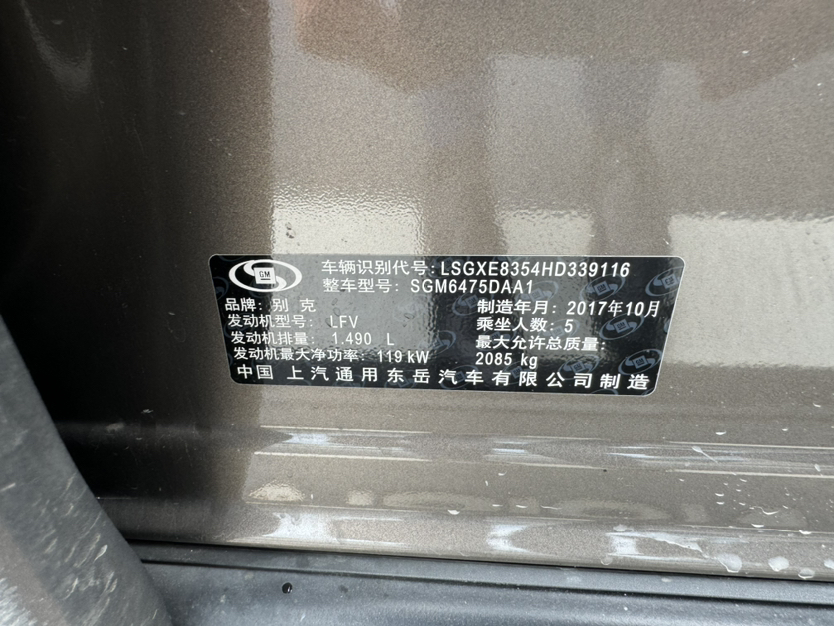 GM
车辆识别代号: LSGXE8354HD339116
整车型号: SGM6475DAA1
品牌: 别 克
制造年月: 2017年10月
发动机型号: LFV
乘坐人数: 5
发动机排量: 1.490 L
最大允许总质量:
发动机最大净功率: 119 kW
2085 kg
中国 上汽通用东岳汽车有限公司制造